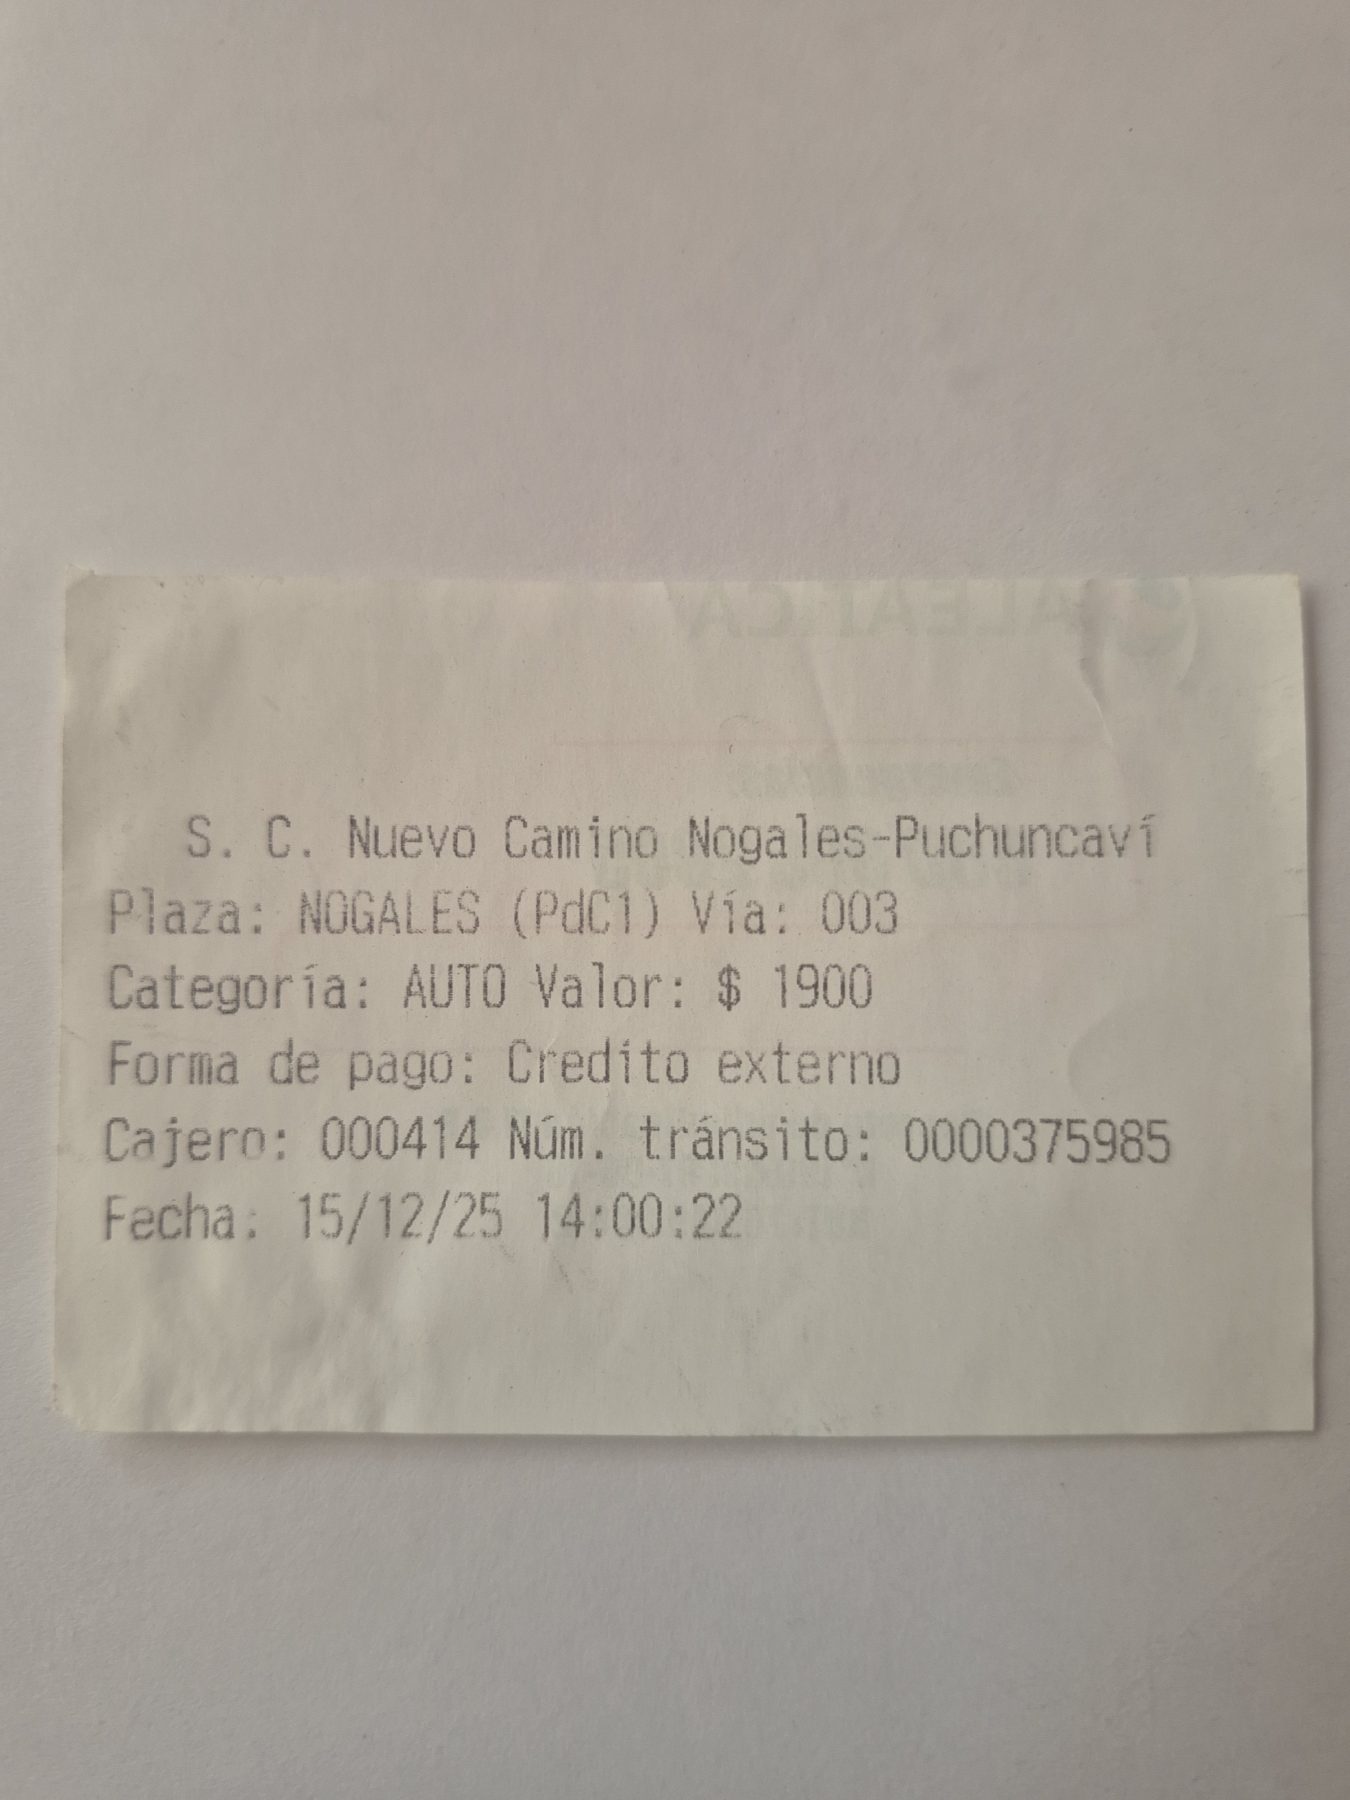 S. C. Nuevo Camino Nogales-Puchuncaví
Plaza: NOGALES (PdC1) Vía: 003
Categoría: AUTO Valor: $ 1900
Forma de pago: Credito externo
Cajero: 000414 Núm. tránsito: 0000375985
Fecha: 15/12/25 14:00:22